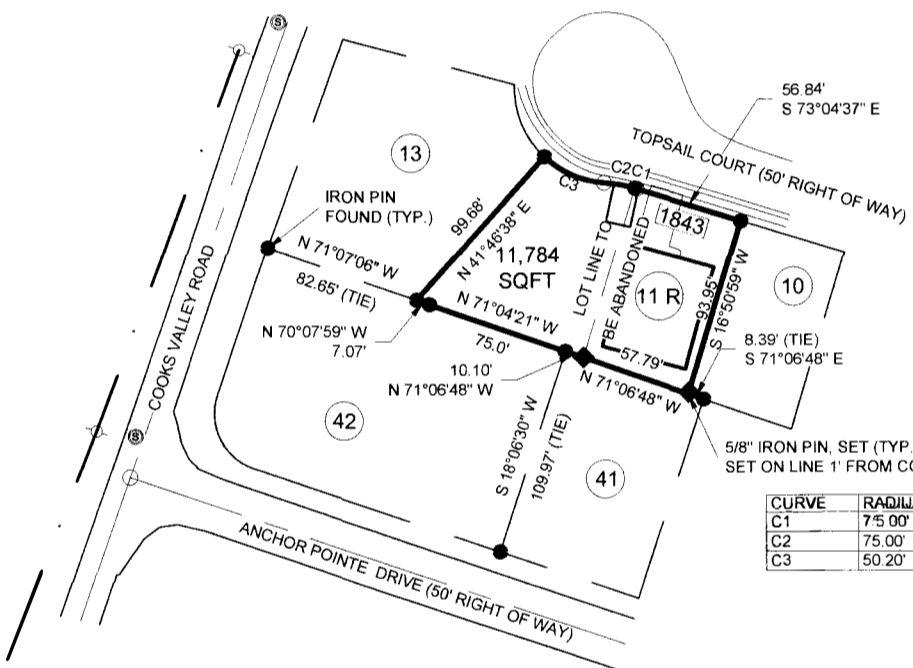 S
56.84'
S 73°04'37" E
TOPSAIL COURT (50' RIGHT OF WAY)
13
C3
C2C1
1843
IRON PIN
FOUND (TYP.)
99.68'
N 41°46'38" E
11,784
SQFT
LOT LINE TO
BE ABANDONED
11 R
93.95'
S 16°50'59" W
10
N 71°07'06" W
82.65' (TIE)
N 71°04'21" W
75.0'
N 70°07'59" W
7.07'
8.39' (TIE)
S 71°06'48" E
57.79'
N 71°06'48" W
10.10'
N 71°06'48" W
COOKS VALLEY ROAD
42
S
S 18°06'30" W
109.97' (TIE)
41
5/8" IRON PIN, SET (TYP.
SET ON LINE 1' FROM CO
CURVE
C1 75.00'
C2 75.00'
C3 50.20'
ANCHOR POINTE DRIVE (50' RIGHT OF WAY)